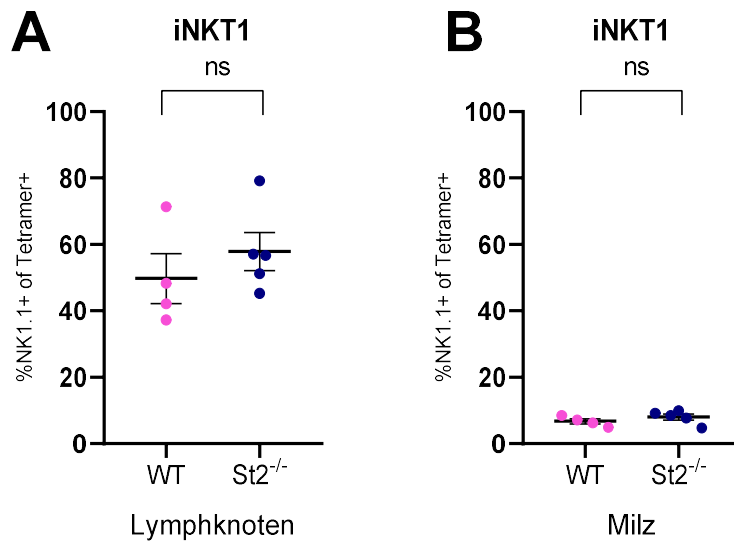 A
iNKT1
ns
%NK1.1+ of Tetramer+
100
80
60
40
20
0
WT
St2-/-
Lymphknoten
B
iNKT1
ns
%NK1.1+ of Tetramer+
100
80
60
40
20
0
WT
St2-/-
Milz